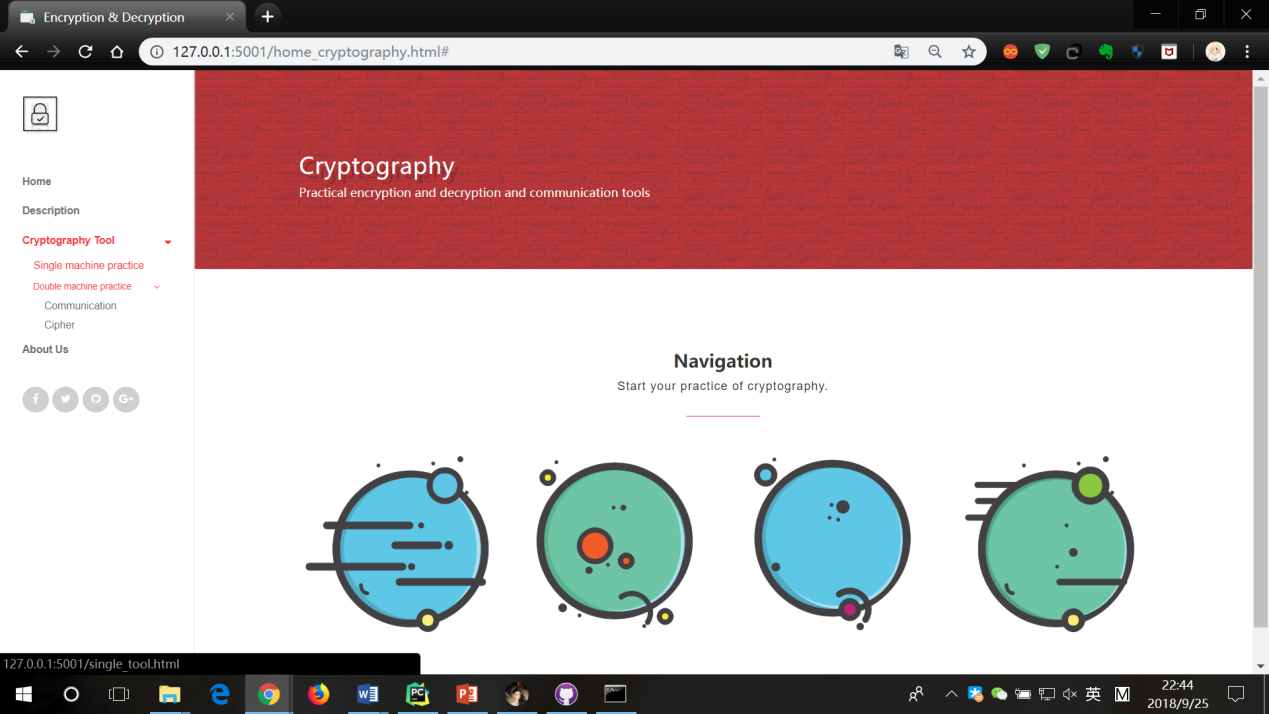 Encryption & Decryption
127.0.0.1:5001/home_cryptography.html#
Home
Description
Cryptography Tool
Single machine practice
Double machine practice
Communication
Cipher
About Us
Cryptography
Practical encryption and decryption and communication tools
Navigation
Start your practice of cryptography.
127.0.0.1:5001/single_tool.html
英
22:44
2018/9/25